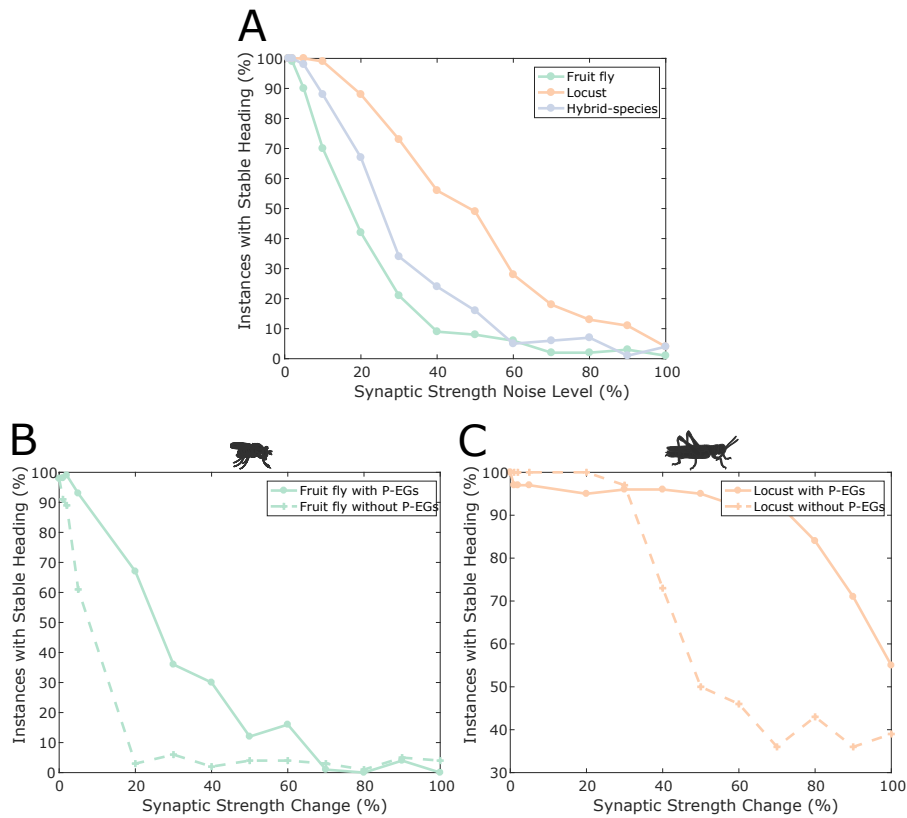 A
Instances with Stable Heading (%)
100
90
80
70
60
50
40
30
20
10
0
Fruit fly
Locust
Hybrid-species
0 20 40 60 80 100
Synaptic Strength Noise Level (%)
B
Instances with Stable Heading (%)
100
90
80
70
60
50
40
30
20
10
0
Fruit fly with P-EGs
Fruit fly without P-EGs
0 20 40 60 80 100
Synaptic Strength Change (%)
C
Instances with Stable Heading (%)
100
90
80
70
60
50
40
30
Locust with P-EGs
Locust without P-EGs
0 20 40 60 80 100
Synaptic Strength Change (%)